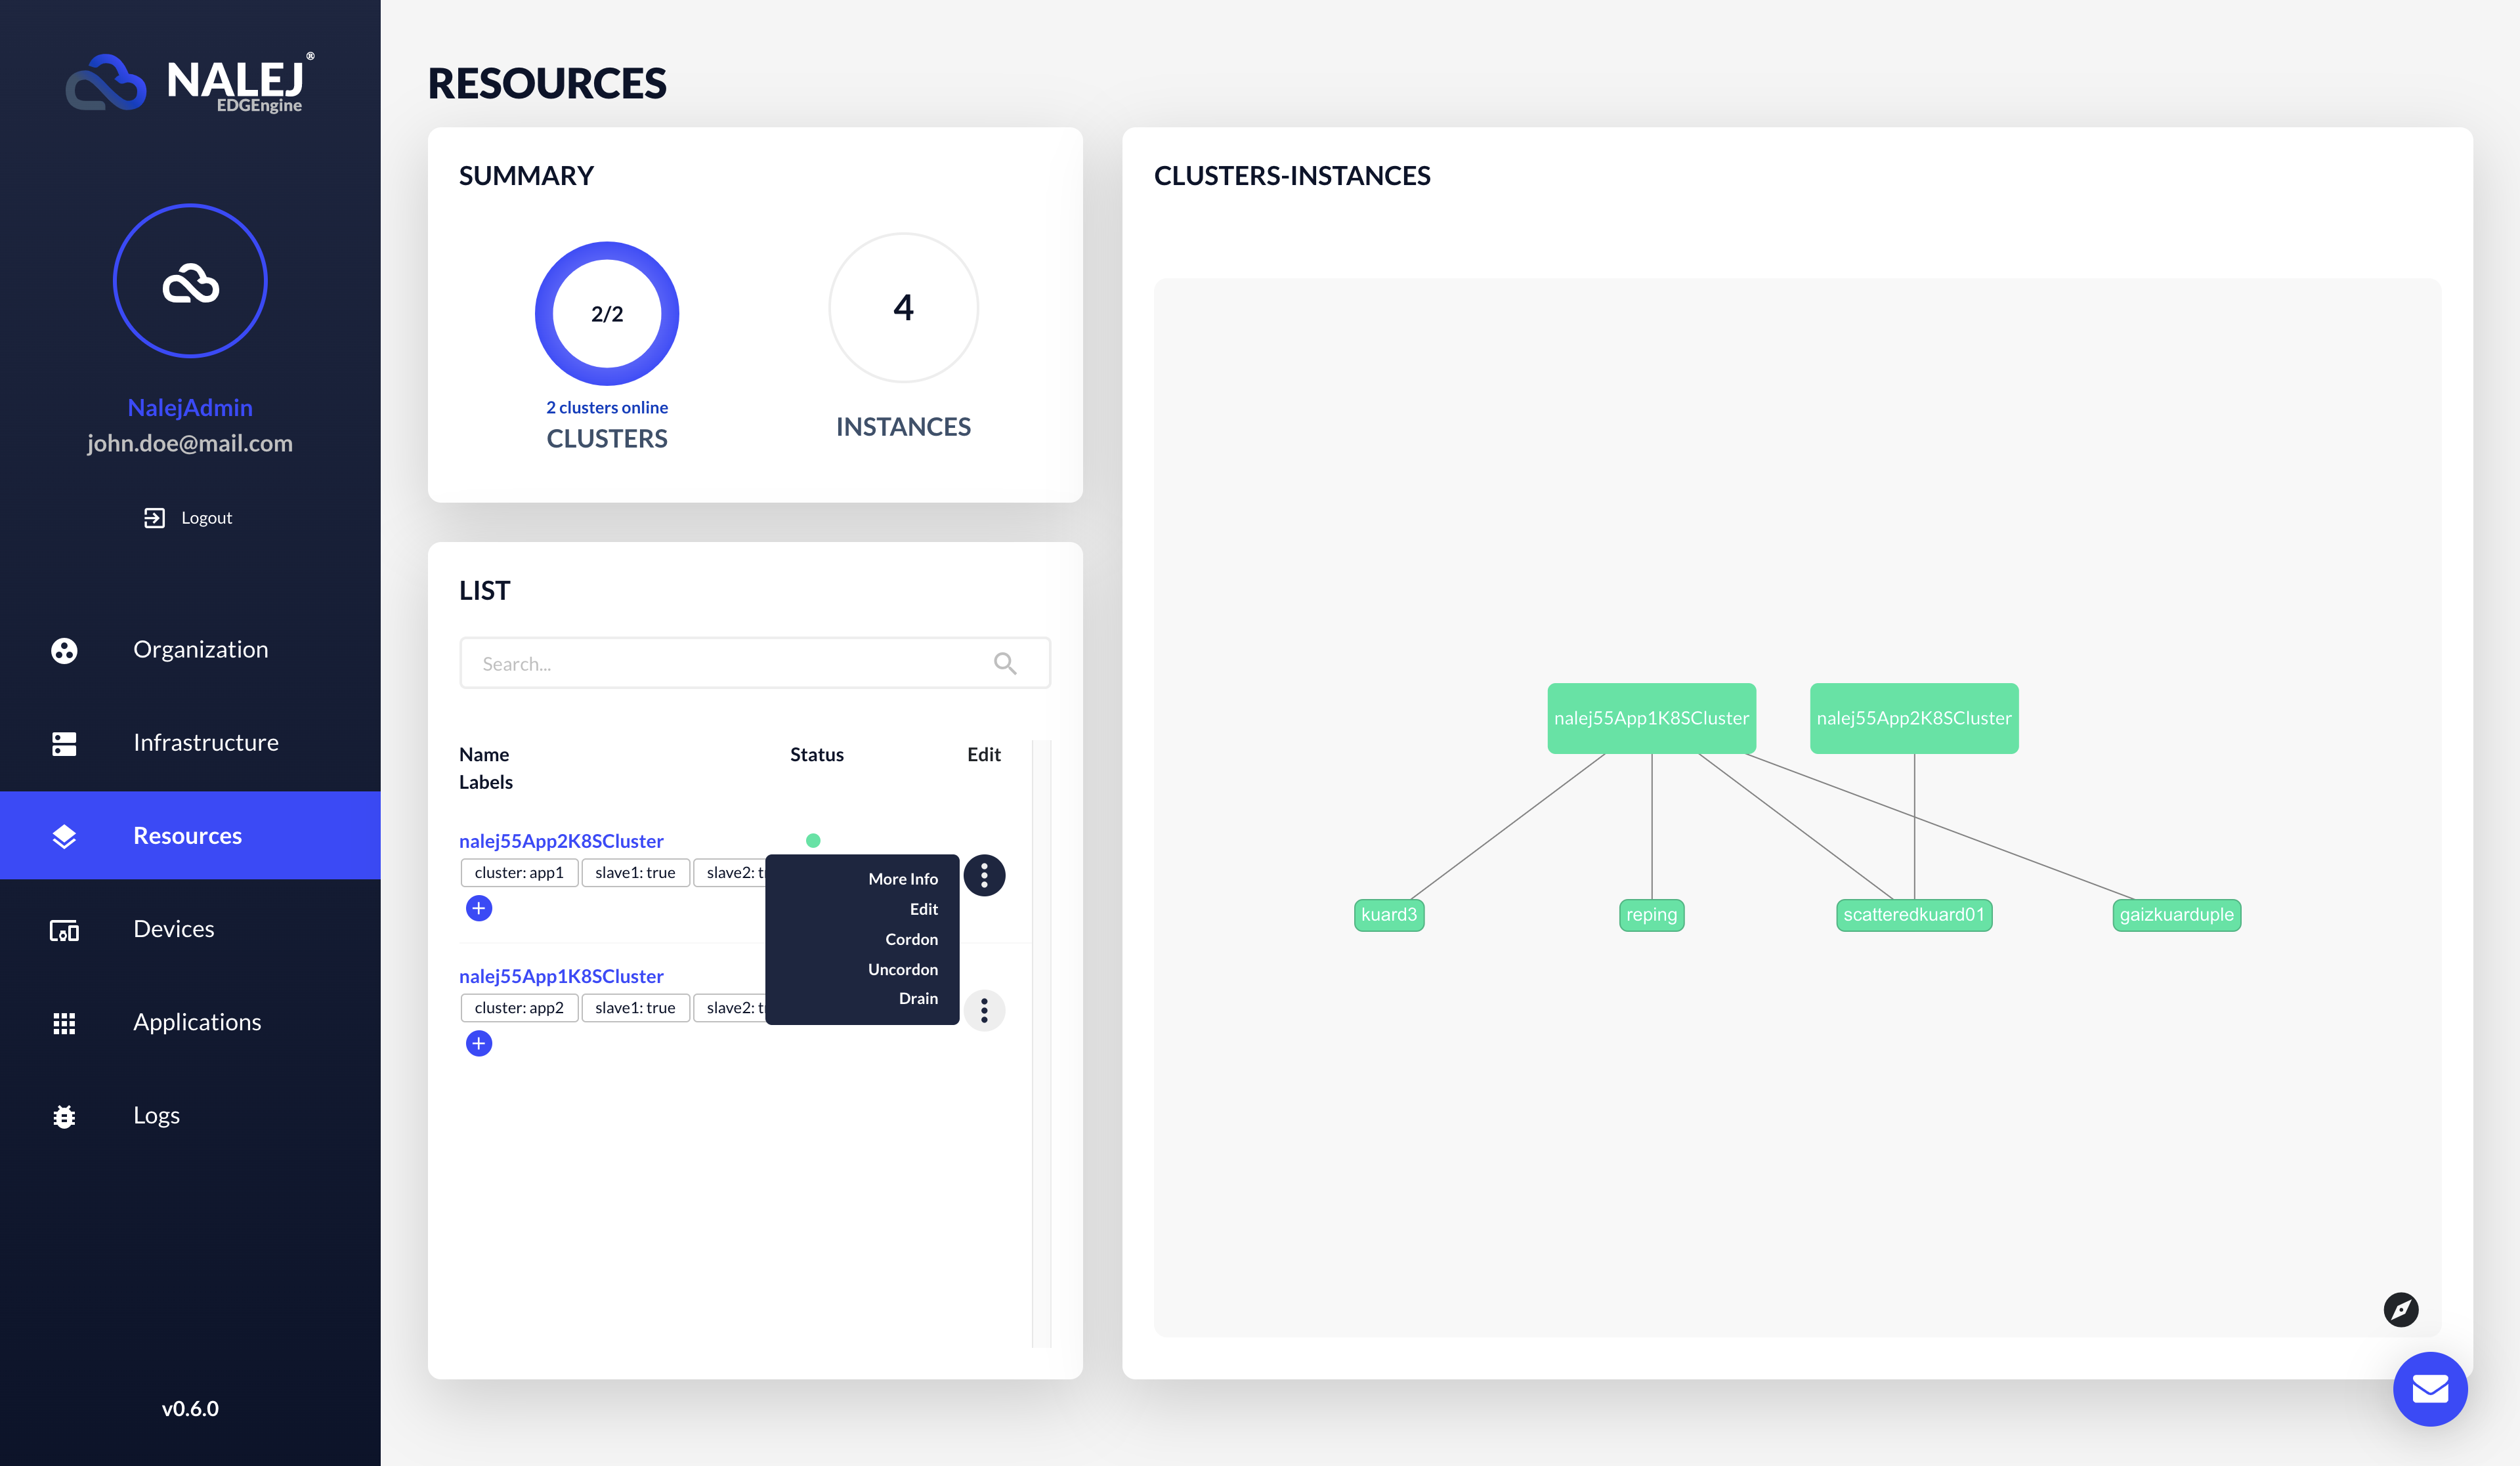 NALEJ®
EDGEngine
NalejAdmin
john.doe@mail.com
Logout
Organization
Infrastructure
Resources
Devices
Applications
Logs
v0.6.0
RESOURCES
SUMMARY
2/2
2 clusters online
CLUSTERS
4
INSTANCES
LIST
Search...
Name Status Edit
Labels
nalej55App2K8SCluster
cluster: app1 slave1: true slave2: t
More Info
Edit
Cordon
Uncordon
Drain
nalej55App1K8SCluster
cluster: app2 slave1: true slave2: t
CLUSTERS-INSTANCES
nalej55App1K8SCluster nalej55App2K8SCluster
kuard3 reping scatteredkuard01 gaizkuarduple